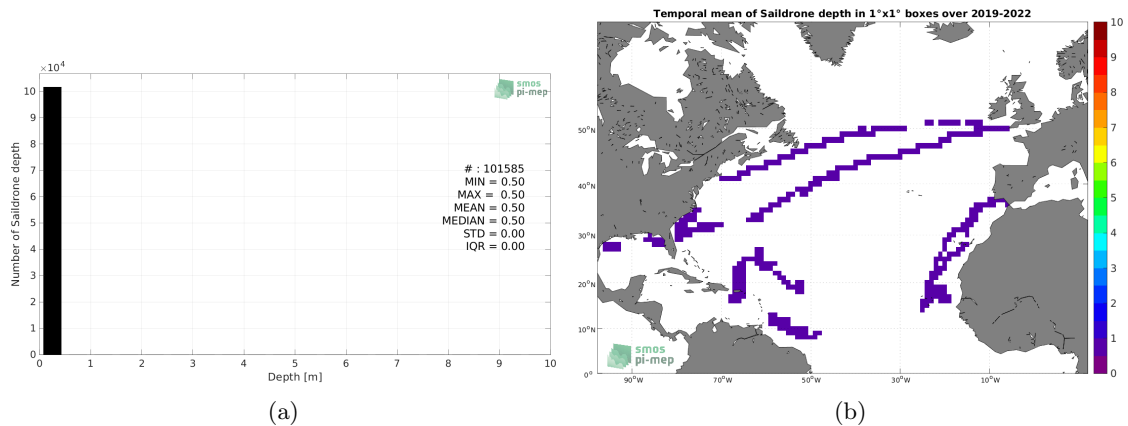 ×10⁴
10
9
8
7
6
5
4
3
2
1
0
0 1 2 3 4 5 6 7 8 9 10
Number of Saildrone depth
Depth [m]
smos
pi-mep
# : 101585
MIN = 0.50
MAX = 0.50
MEAN = 0.50
MEDIAN = 0.50
STD = 0.00
IQR = 0.00
(a)
Temporal mean of Saildrone depth in 1°x1° boxes over 2019-2022
50°N
40°N
30°N
20°N
10°N
0°
90°W 70°W 50°W 30°W 10°W
smos
pi-mep
10
9
8
7
6
5
4
3
2
1
0
(b)